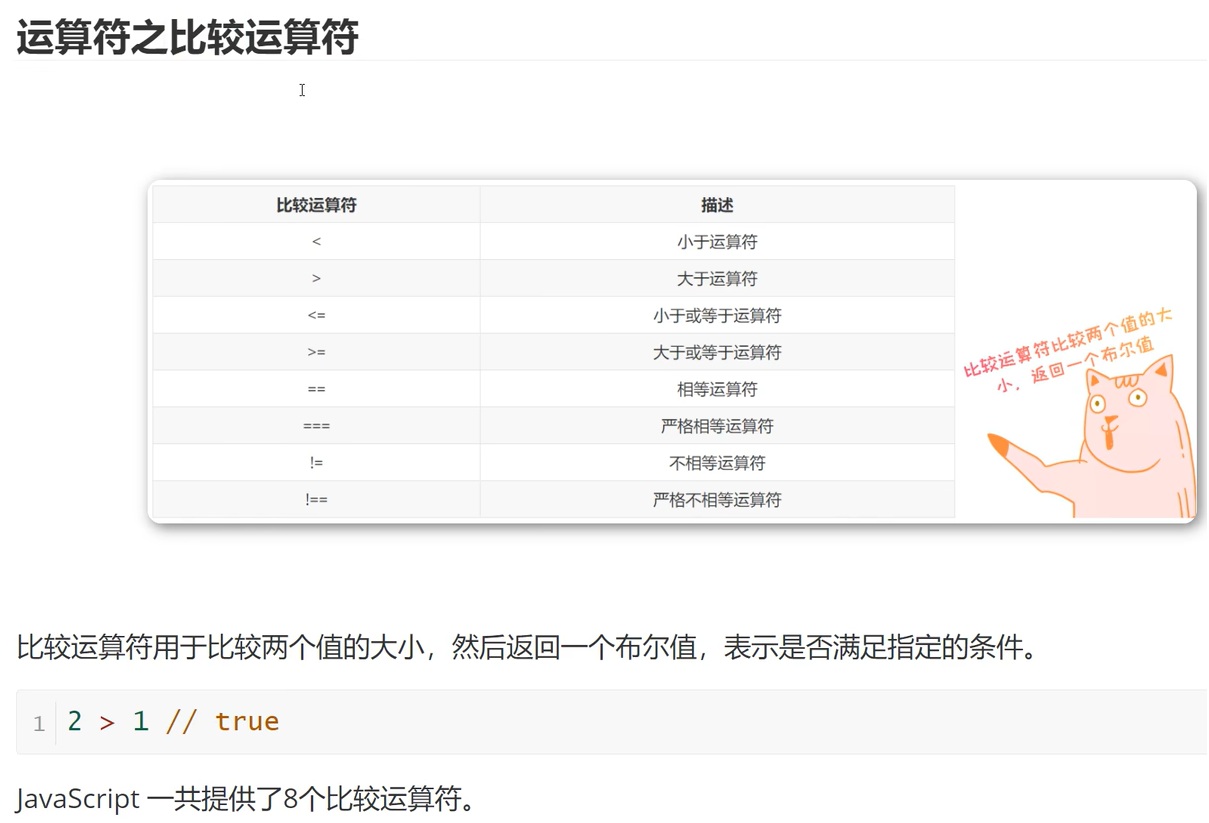 运算符之比较运算符
比较运算符 描述
< 小于运算符
> 大于运算符
<= 小于或等于运算符
>= 大于或等于运算符
== 相等运算符
=== 严格相等运算符
!= 不相等运算符
!== 严格不相等运算符
比较运算符比较两个值的大
小，返回一个布尔值
比较运算符用于比较两个值的大小，然后返回一个布尔值，表示是否满足指定的条件。
1 2 > 1 // true
JavaScript 一共提供了8个比较运算符。